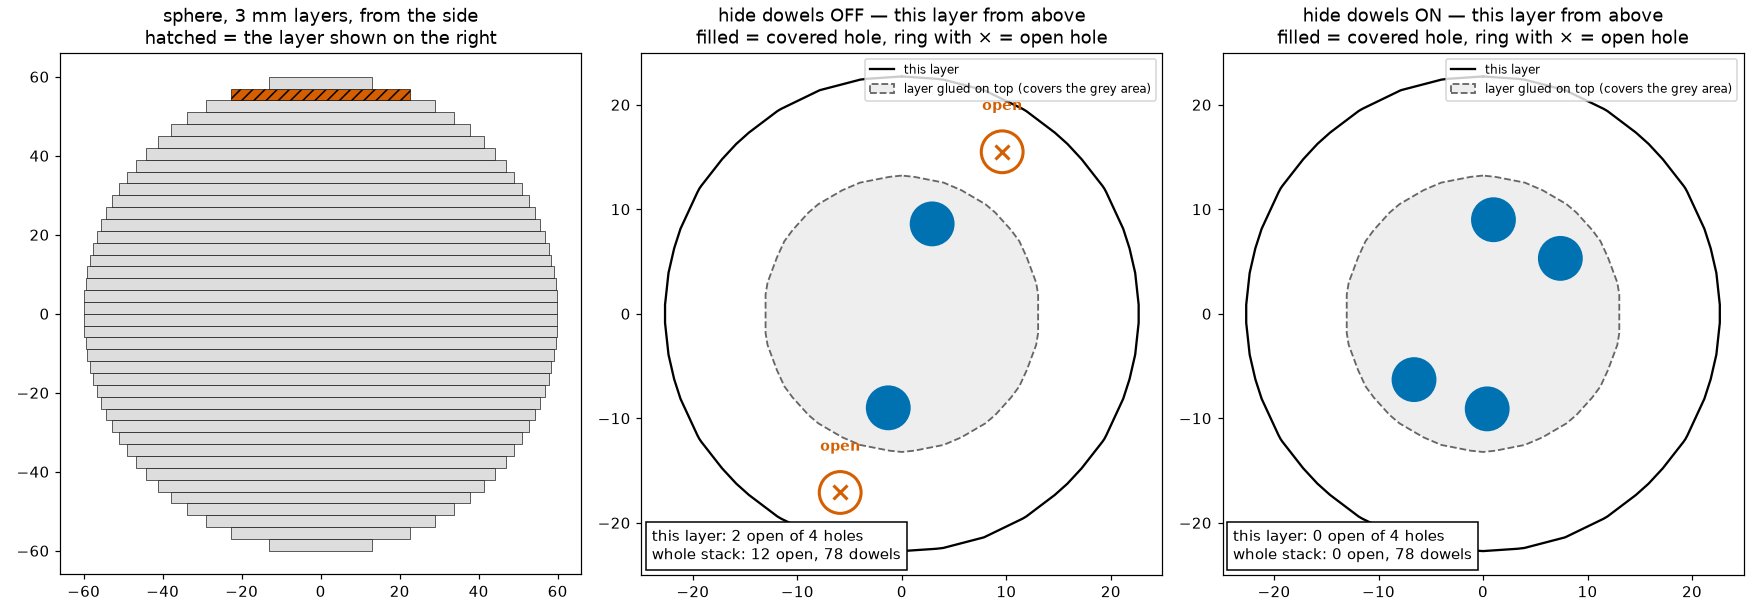 sphere, 3 mm layers, from the side
hatched = the layer shown on the right
60
40
20
0
−20
−40
−60
−60
−40
−20
0
20
40
60
hide dowels OFF — this layer from above
filled = covered hole, ring with × = open hole
this layer
layer glued on top (covers the grey area)
open
open
20
10
0
−10
−20
this layer: 2 open of 4 holes
whole stack: 12 open, 78 dowels
−20
−10
0
10
20
hide dowels ON — this layer from above
filled = covered hole, ring with × = open hole
this layer
layer glued on top (covers the grey area)
20
10
0
−10
−20
this layer: 0 open of 4 holes
whole stack: 0 open, 78 dowels
−20
−10
0
10
20